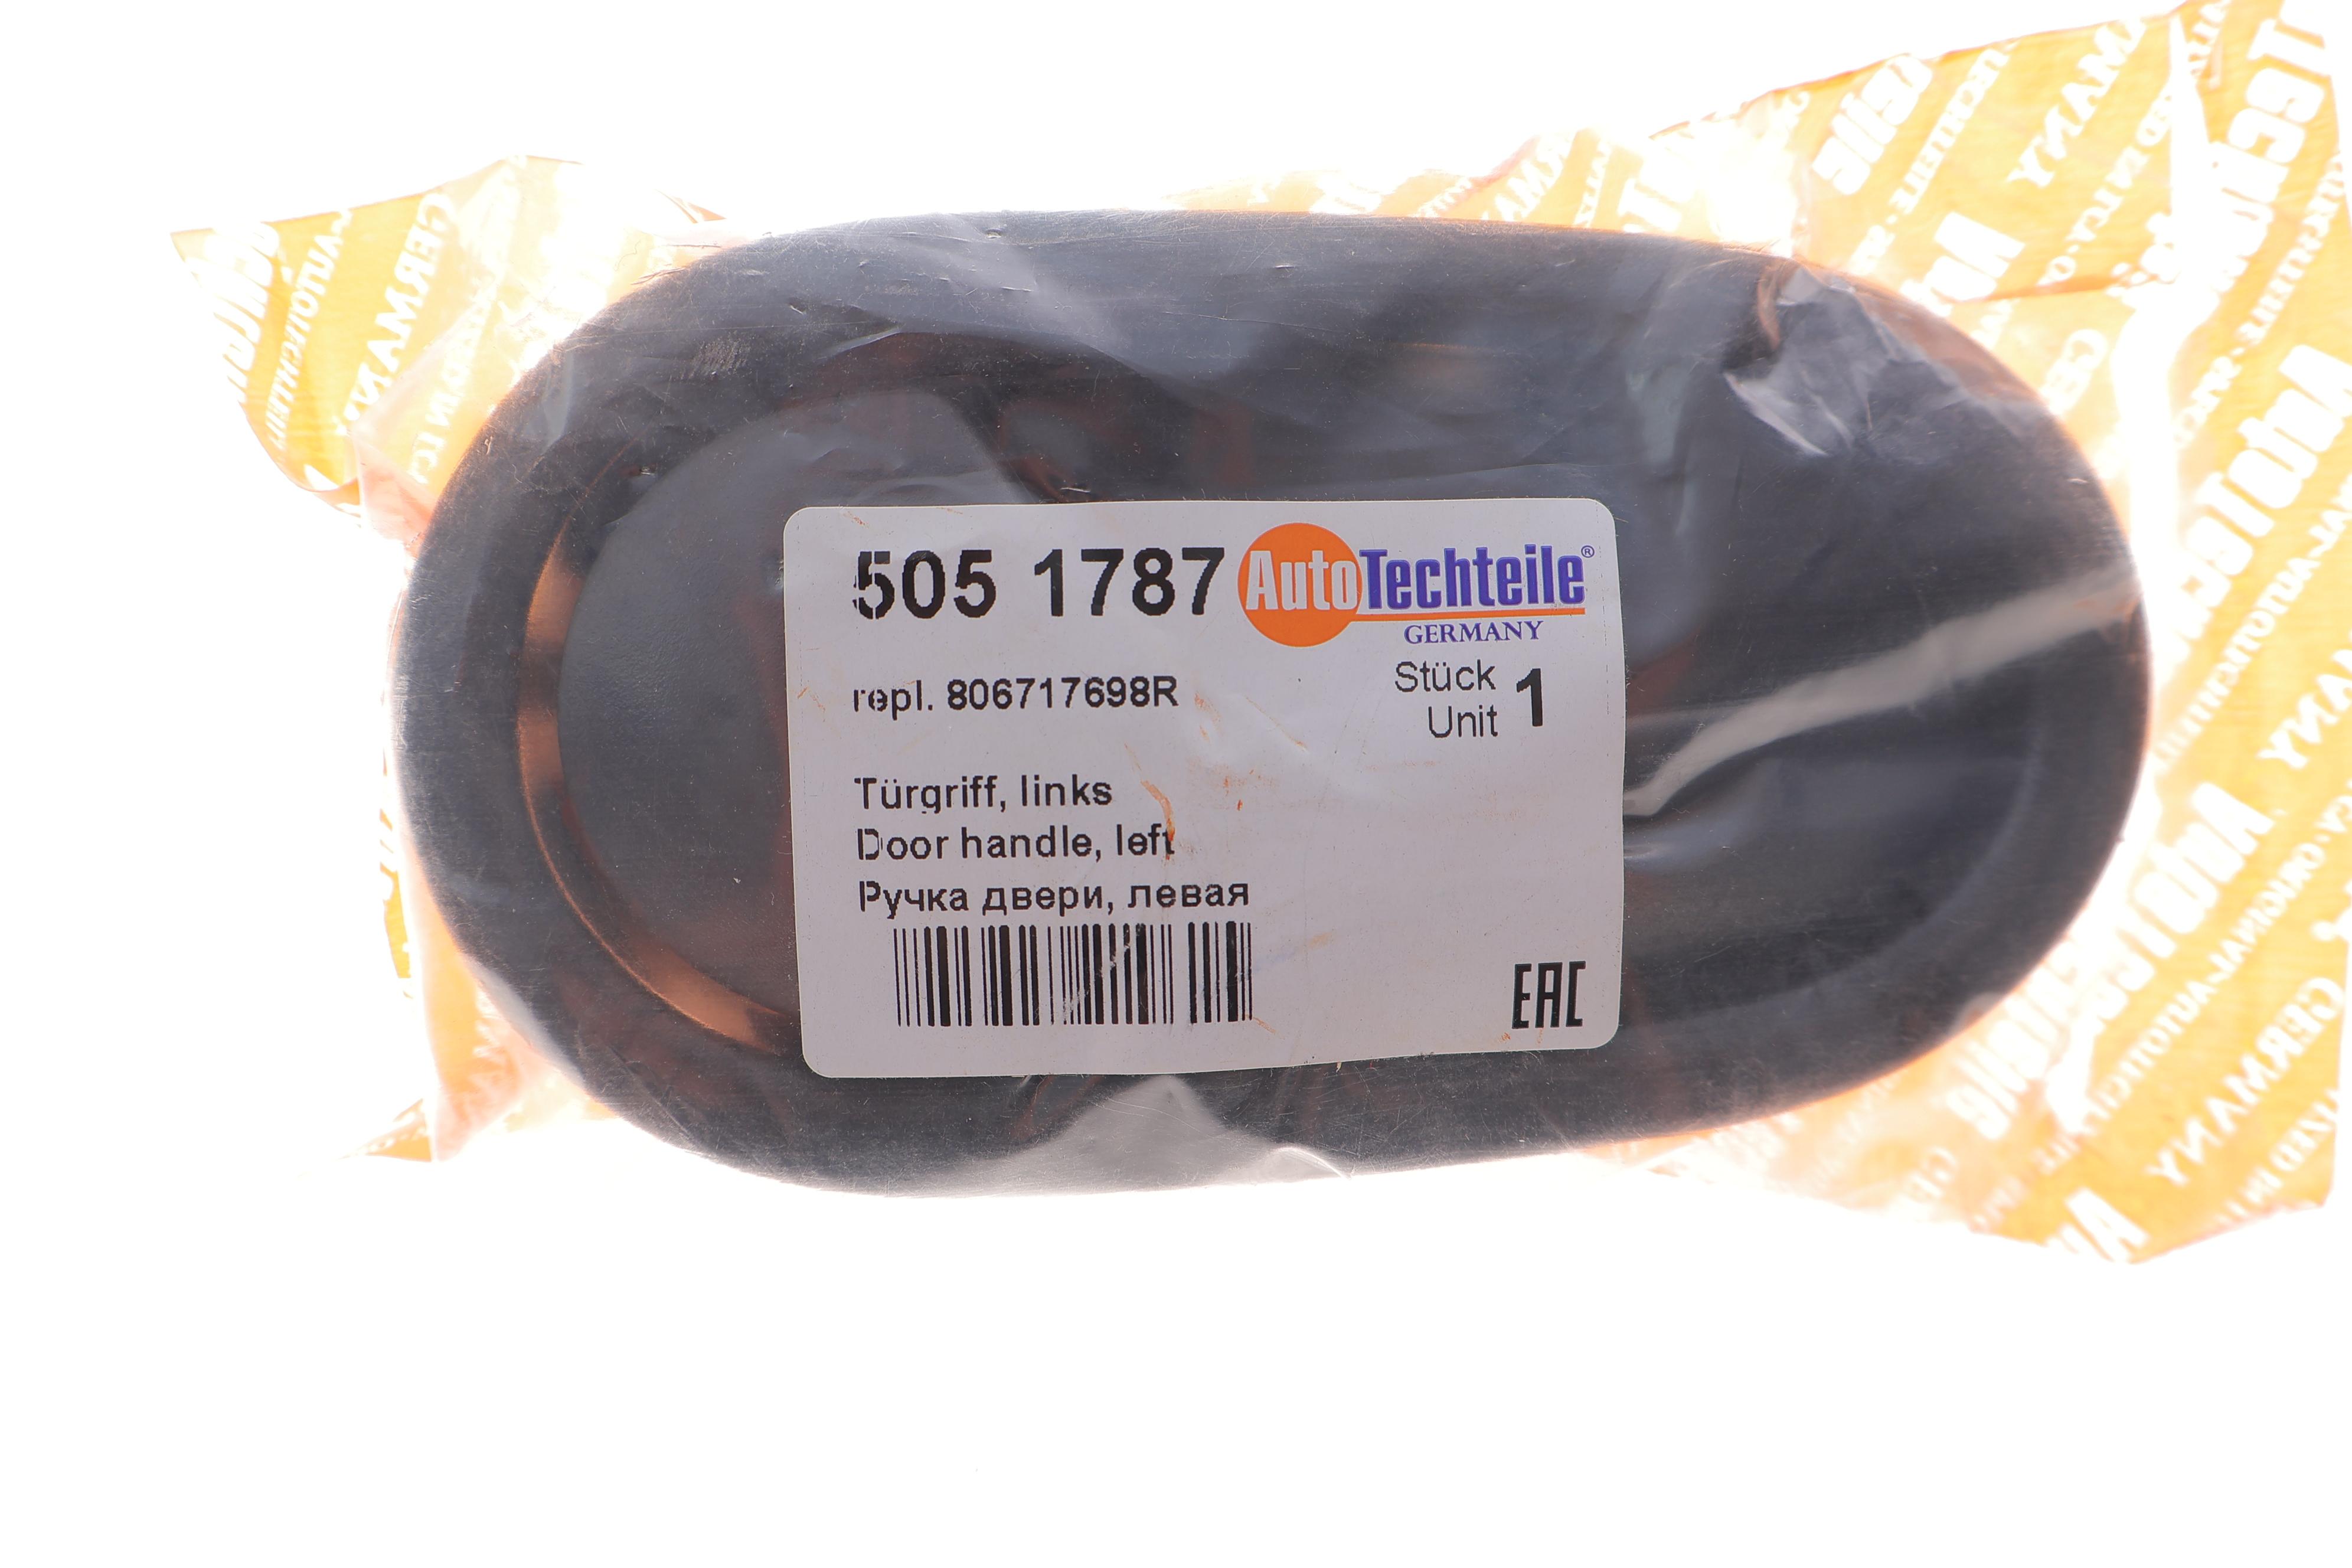 505 1787
AutoTechteile®
GERMANY
repl. 806717698R
Stück
Unit 1
Türgriff, links
Door handle, left
Ручка двери, левая
EAC